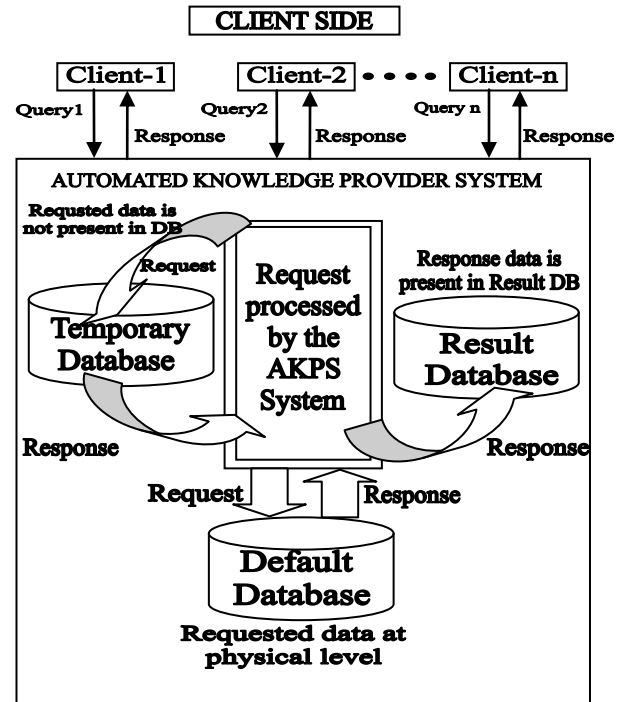 CLIENT SIDE
Client-1
Client-2
Client-n
Query1
Response
Query2
Response
Query n
Response
AUTOMATED KNOWLEDGE PROVIDER SYSTEM
Requsted data is
not present in DB
Request
Temporary
Database
Response
Request
processed
by the
AKPS
System
Response data is
present in Result DB
Result
Database
Response
Request
Response
Default
Database
Requested data at
physical level